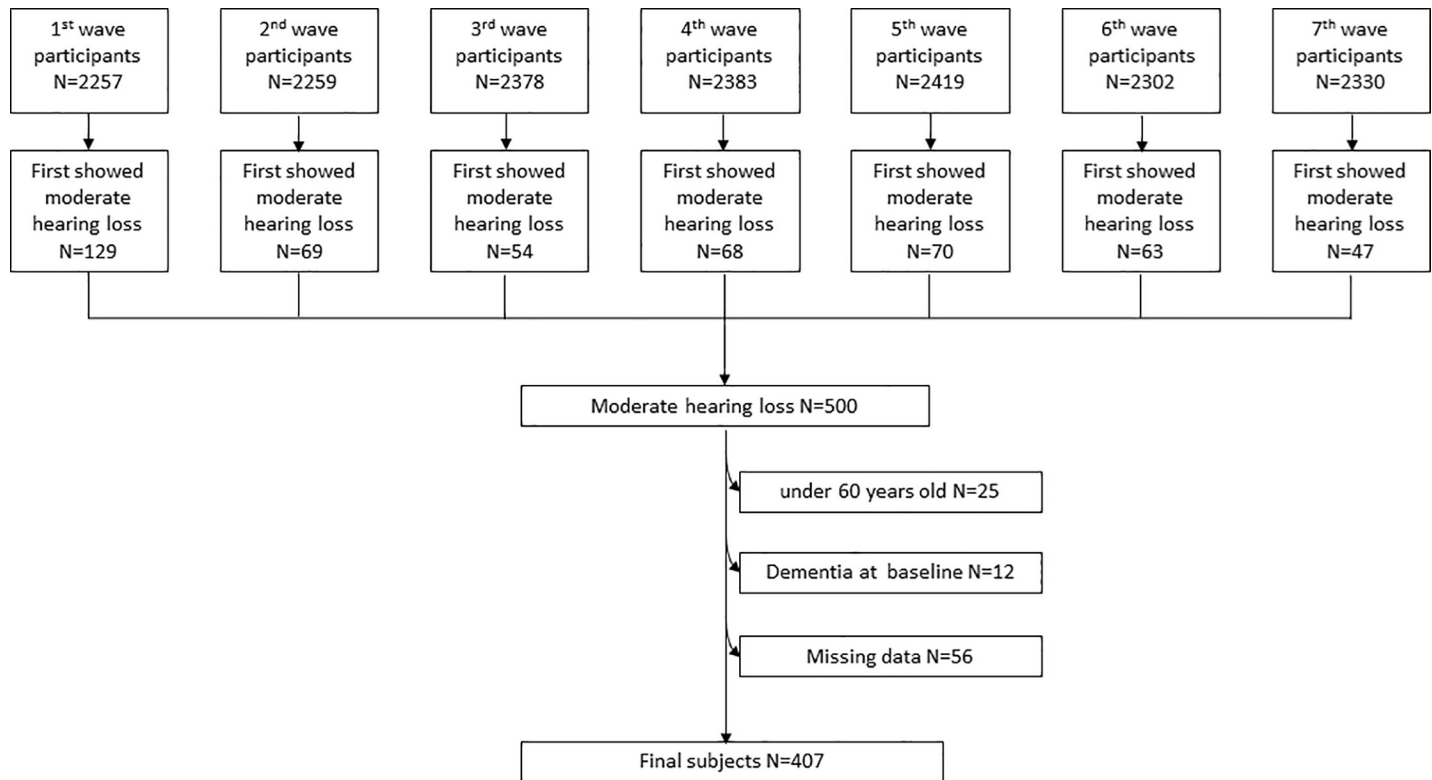 1st wave
participants
N=2257
2nd wave
participants
N=2259
3rd wave
participants
N=2378
4th wave
participants
N=2383
5th wave
participants
N=2419
6th wave
participants
N=2302
7th wave
participants
N=2330
First showed
moderate
hearing loss
N=129
First showed
moderate
hearing loss
N=69
First showed
moderate
hearing loss
N=54
First showed
moderate
hearing loss
N=68
First showed
moderate
hearing loss
N=70
First showed
moderate
hearing loss
N=63
First showed
moderate
hearing loss
N=47
Moderate hearing loss N=500
under 60 years old N=25
Dementia at baseline N=12
Missing data N=56
Final subjects N=407